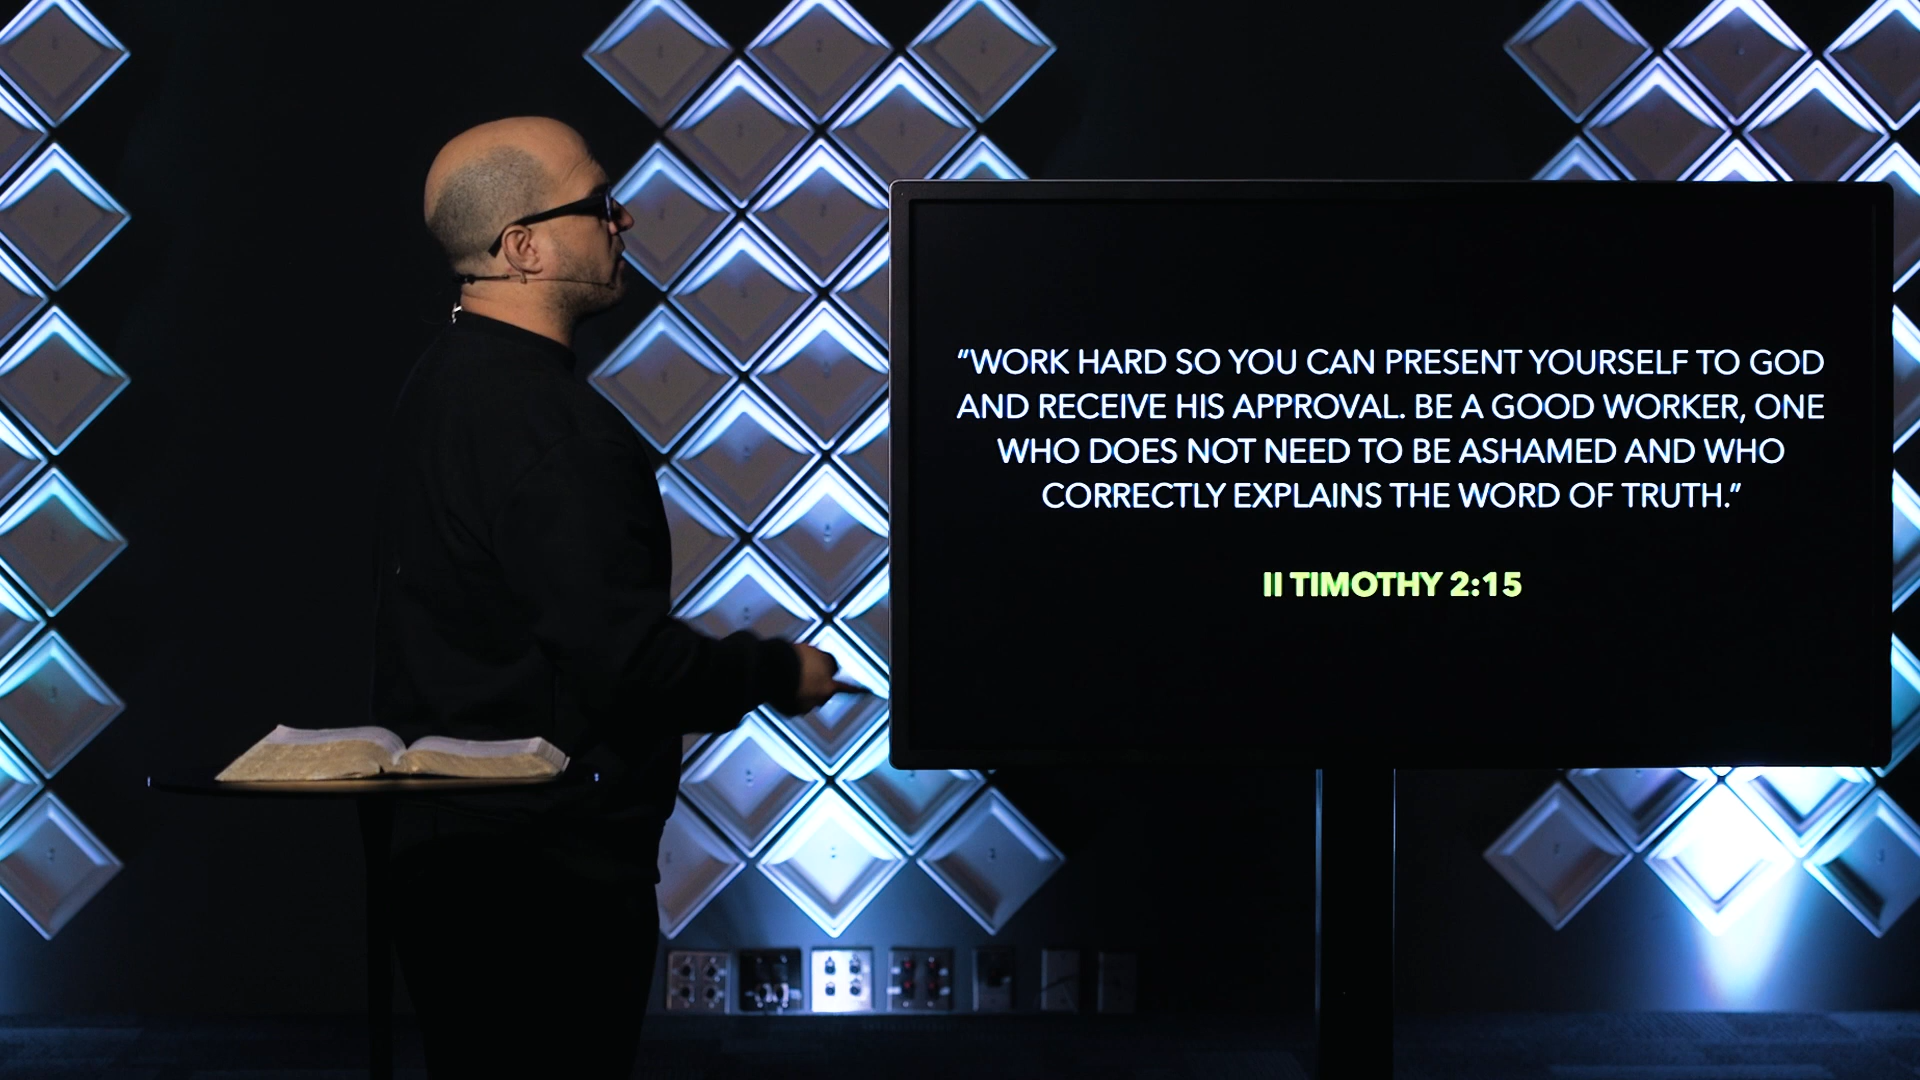 “WORK HARD SO YOU CAN PRESENT YOURSELF TO GOD
AND RECEIVE HIS APPROVAL. BE A GOOD WORKER, ONE
WHO DOES NOT NEED TO BE ASHAMED AND WHO
CORRECTLY EXPLAINS THE WORD OF TRUTH.”
II TIMOTHY 2:15